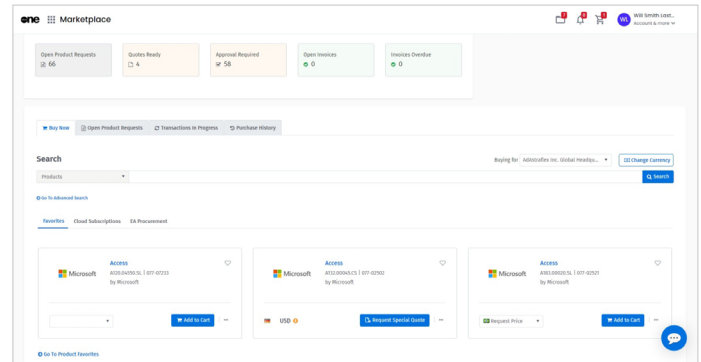 one Marketplace
7 8 1
WL Will Smith Last...
Account & more
Open Product Requests
66
Quotes Ready
4
Approval Required
58
Open Invoices
0
Invoices Overdue
0
Buy Now Open Product Requests Transactions In Progress Purchase History
Search
Buying for Change Currency
Products Search
Go To Advanced Search
Favorites Cloud Subscriptions EA Procurement
Access
Microsoft
by Microsoft
Add to Cart
Access
Microsoft
by Microsoft
USD Request Special Quote
Access
Microsoft
by Microsoft
Request Price Add to Cart
Go To Product Favorites